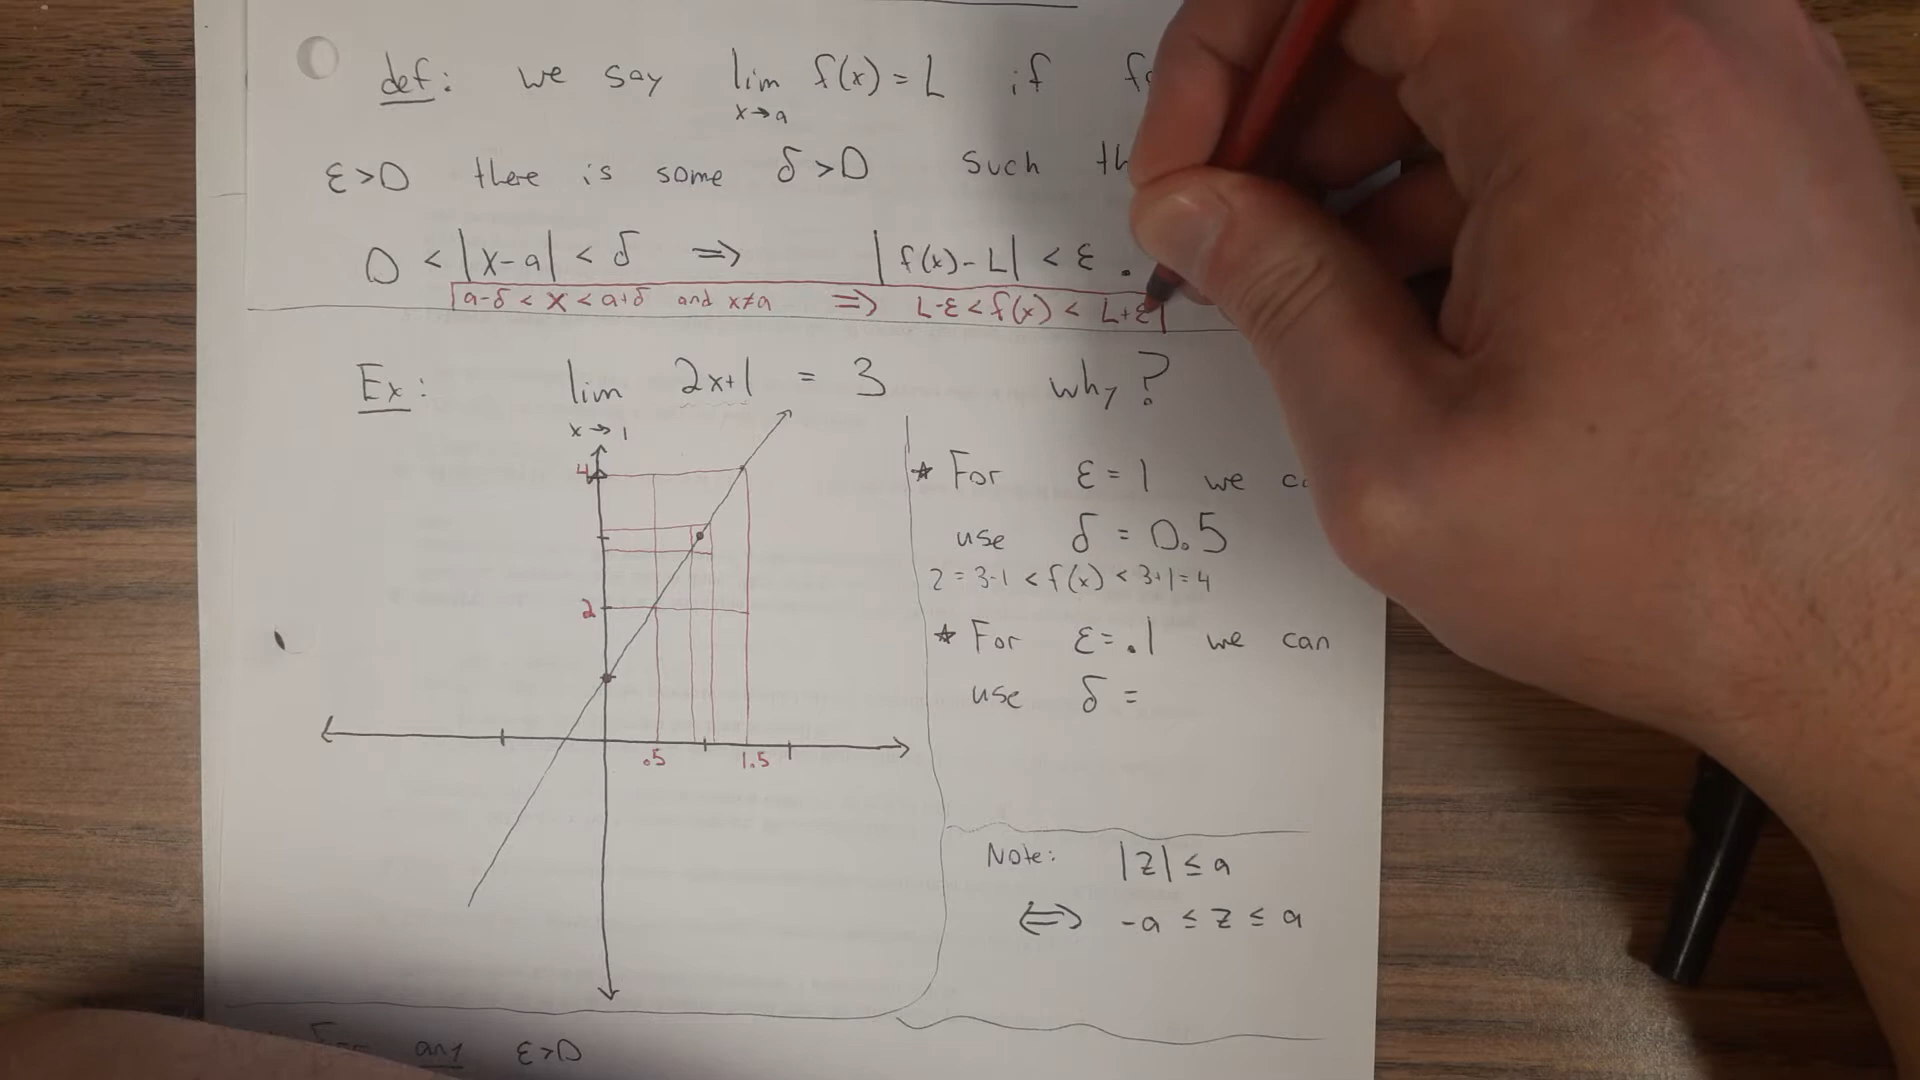 def: we say lim f(x) = L if
x→a
ε>0 there is some δ>0 such
0 < |x-a| < δ ⇒ |f(x)-L| < ε.
a-δ < x < a+δ and x≠a ⇒ L-ε < f(x) < L+ε
Ex: lim 2x+1 = 3 why?
x→1
4
2
.5 1.5
* For ε=1 we
use δ = 0.5
2 = 3-1 < f(x) < 3+1 = 4
* For ε=.1 we can
use δ =
Note: |z| ≤ a
⇔ -a ≤ z ≤ a
any ε>0